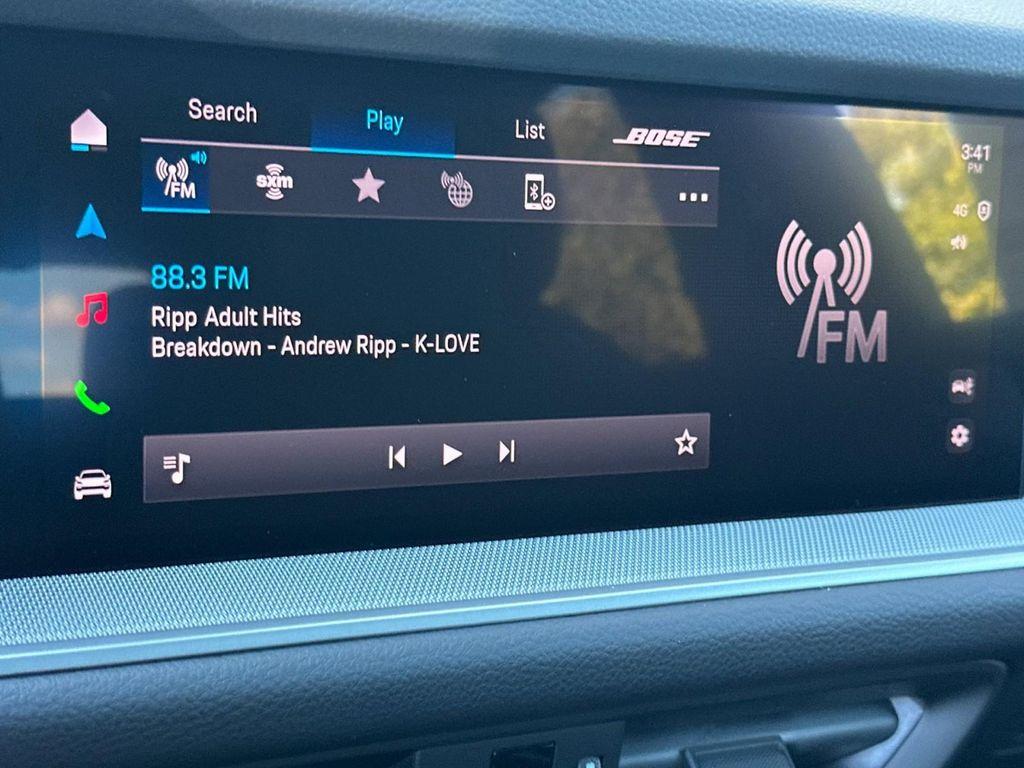 Search
Play
List
BOSE
3:41
PM
FM
sxm
4G
88.3 FM
Ripp Adult Hits
Breakdown - Andrew Ripp - K-LOVE
FM